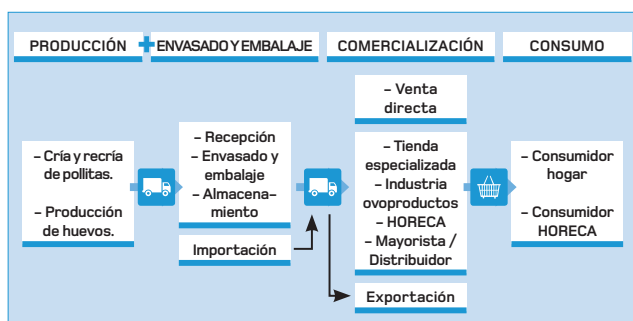 PRODUCCIÓN
+
ENVASADO Y EMBALAJE
COMERCIALIZACIÓN
CONSUMO
– Cría y recría
de pollitas.
– Producción
de huevos.
– Recepción
– Envasado y
embalaje
– Almacena-
miento
Importación
– Venta
directa
– Tienda
especializada
– Industria
ovoproductos
– HORECA
– Mayorista /
Distribuidor
Exportación
– Consumidor
hogar
– Consumidor
HORECA